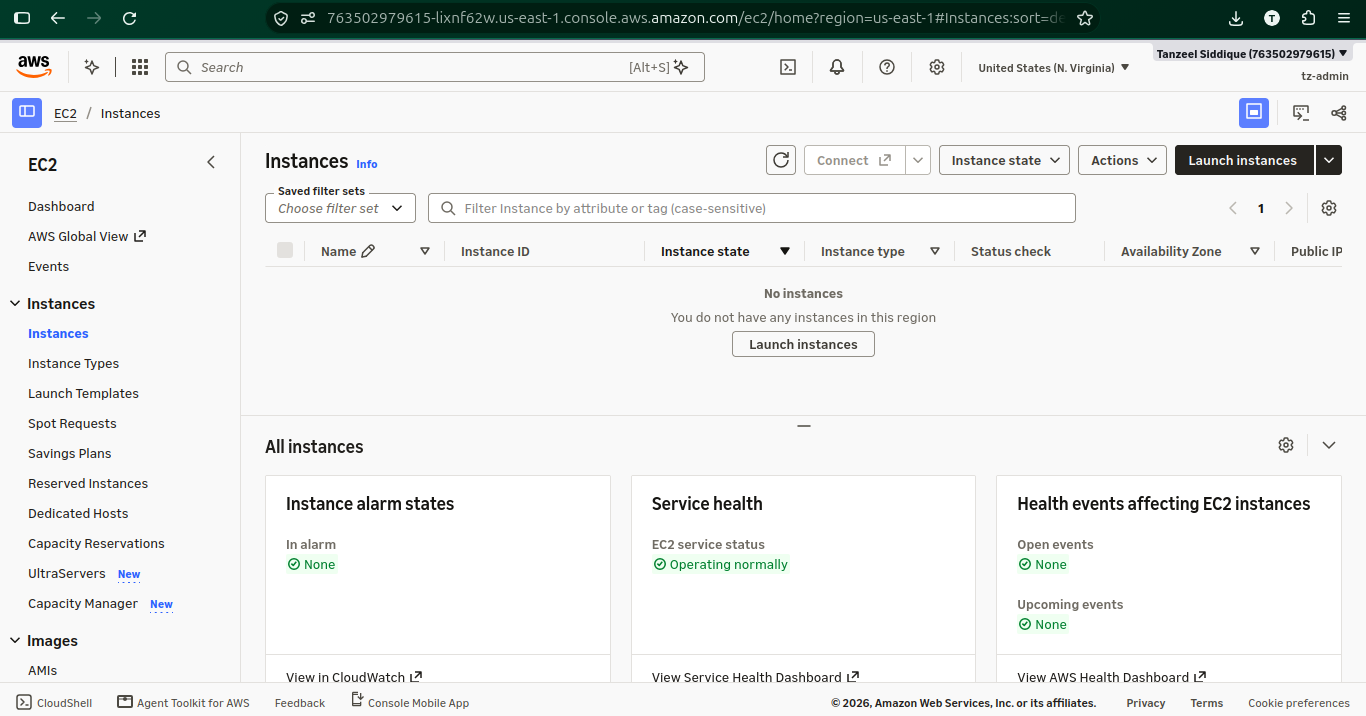 763502979615-lixnf62w.us-east-1.console.aws.amazon.com/ec2/home?region=us-east-1#Instances:sort=de
T
aws
Search
[Alt+S]
United States (N. Virginia)
Tanzeel Siddique (763502979615)
tz-admin
EC2 / Instances
EC2
Dashboard
AWS Global View
Events
Instances
Instances
Instance Types
Launch Templates
Spot Requests
Savings Plans
Reserved Instances
Dedicated Hosts
Capacity Reservations
UltraServers New
Capacity Manager New
Images
AMIs
Instances Info
Connect
Instance state
Actions
Launch instances
Saved filter sets
Choose filter set
Filter Instance by attribute or tag (case-sensitive)
1
Name
Instance ID
Instance state
Instance type
Status check
Availability Zone
Public IP
No instances
You do not have any instances in this region
Launch instances
All instances
Instance alarm states
In alarm
None
View in CloudWatch
Service health
EC2 service status
Operating normally
View Service Health Dashboard
Health events affecting EC2 instances
Open events
None
Upcoming events
None
View AWS Health Dashboard
CloudShell
Agent Toolkit for AWS
Feedback
Console Mobile App
© 2026, Amazon Web Services, Inc. or its affiliates.
Privacy
Terms
Cookie preferences